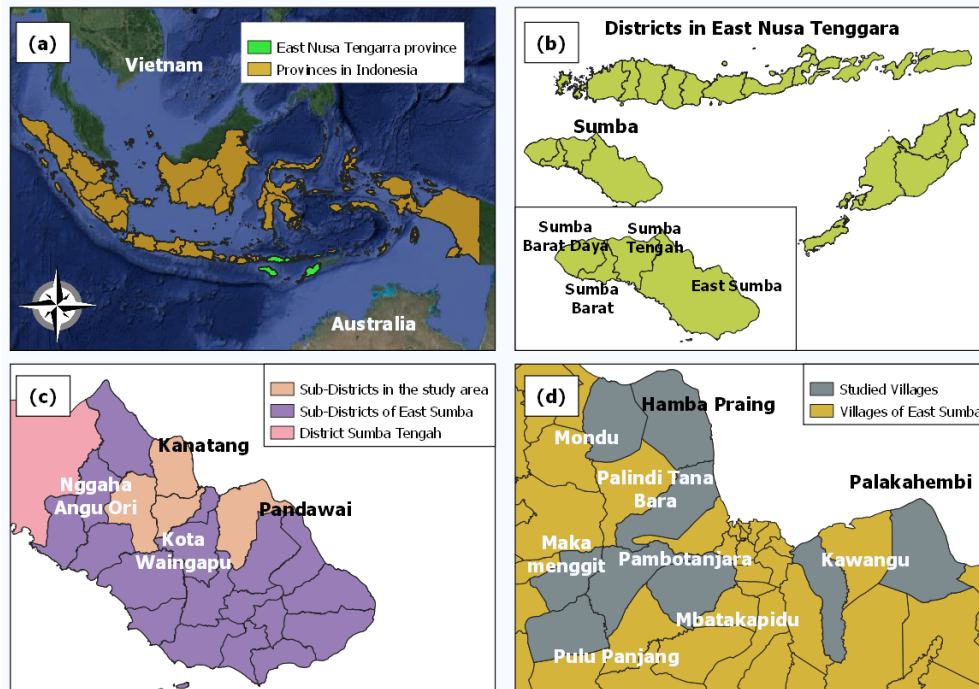 (a)
Vietnam
East Nusa Tengarra province
Provinces in Indonesia
Australia
(b)
Districts in East Nusa Tenggara
Sumba
Sumba
Barat Daya
Sumba
Tengah
Sumba
Barat
East Sumba
(c)
Sub-Districts in the study area
Sub-Districts of East Sumba
District Sumba Tengah
Kanatang
Nggaha
Angu Ori
Pandawai
Kota
Waingapu
(d)
Studied Villages
Villages of East Sumba
Hamba Praing
Mondu
Palindi Tana
Bara
Palakahembi
Maka
menggit
Pambotanjara
Kawangu
Mbatakapidu
Pulu Panjang